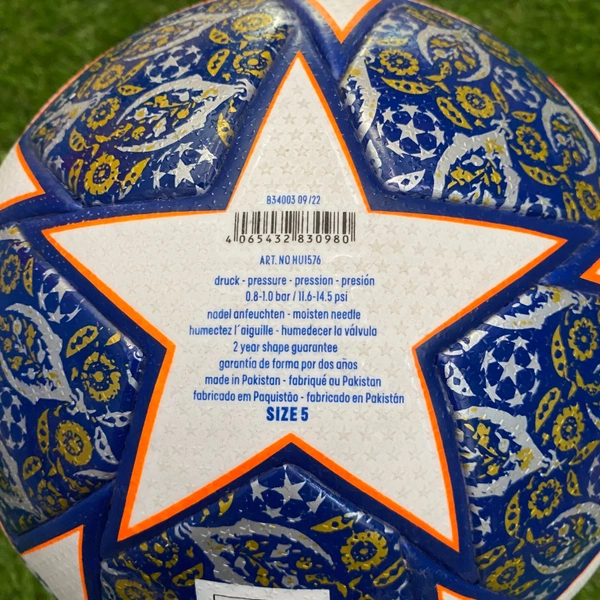 834003 09/22
4 065432 830980
ART. NO HU1576
druck - pressure - pression - presión
0.8-1.0 bar / 11.6-14.5 psi
nadel anfeuchten - moisten needle
humectez l´aiguille - humedecer la válvula
2 year shape guarantee
garantía de forma por dos años
made in Pakistan - fabriqué au Pakistan
fabricado em Paquistão - fabricado en Pakistán
SIZE 5